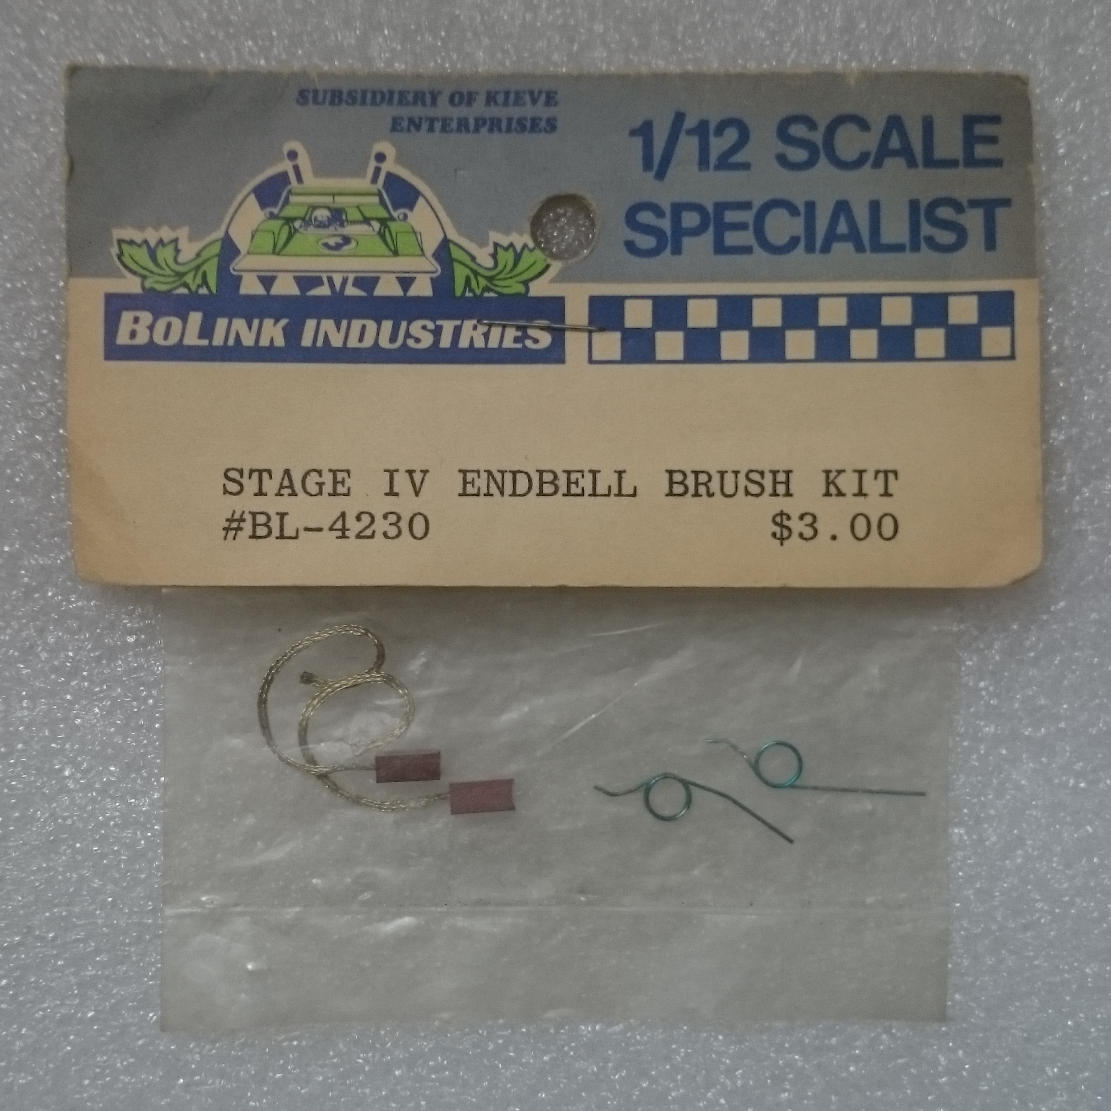 SUBSIDIERY OF KIEVE
ENTERPRISES
1/12 SCALE
SPECIALIST
BOLINK INDUSTRIES
STAGE IV ENDBELL BRUSH KIT
#BL-4230 $3.00